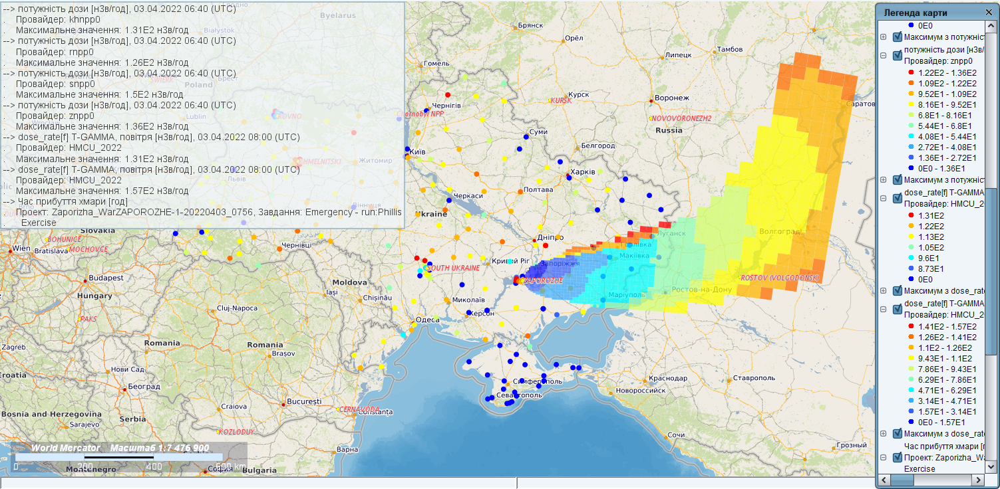 --> потужність дози [нЗв/год], 03.04.2022 06:40 (UTC)
. Провайдер: khnpp0
. Максимальне значення: 1.31E2 нЗв/год
--> потужність дози [нЗв/год], 03.04.2022 06:40 (UTC)
. Провайдер: rnpp0
. Максимальне значення: 1.26E2 нЗв/год
--> потужність дози [нЗв/год], 03.04.2022 06:40 (UTC)
. Провайдер: snpp0
. Максимальне значення: 1.5E2 нЗв/год
--> потужність дози [нЗв/год], 03.04.2022 06:40 (UTC)
. Провайдер: znpp0
. Максимальне значення: 1.36E2 нЗв/год
--> dose_rate[f] T-GAMMA, повітря [нЗв/год], 03.04.2022 08:00 (UTC)
. Провайдер: HMCU_2022
. Максимальне значення: 1.31E2 нЗв/год
--> dose_rate[f] T-GAMMA, повітря [нЗв/год], 03.04.2022 08:00 (UTC)
. Провайдер: HMCU_2022
. Максимальне значення: 1.57E2 нЗв/год
--> Час прибуття хмари [год]
. Проект: Zaporizha_WarZAPOROZHE-1-20220403_0756, Завдання: Emergency - run:Phillis
. Exercise
Byelarus
Białystok
Poland
Lublin
ROVNO
HMELNITSKI
Житомир
Львів
Вінниця
Брянск
Орёл
Липецк
Тамбов
Гомель
Курск
KURSK
Воронеж
NOVOVORONEZH2
Russia
Чернігів
Chornobyl NPP
Суми
Київ
Белгород
Харків
Полтава
Черкаси
Ukraine
Дніпро
Луганск
Горлівка
Макіївка
Запоріжжя
Кривий Ріг
ZAPOROZHE
SOUTH UKRAINE
Маріуполь
Ростов-на-Дону
ROSTOV (VOLGODONSK)
Волгоград
Саратов
Slovakia
BOHUNICE
MOCHOVCE
Wien
Bratislava
Чернівці
Budapest
Hungary
Moldova
Iași
Chișinău
Миколаїв
Херсон
Одеса
Cluj-Napoca
PAKS
Zagreb
Romania
Romania
Brașov
Нови Сад
Београд
Craiova
București
CERNAVODA
Constanța
Bosnia and Herzegovina
Serbia
Sarajevo
KOZLODUY
Montenegro
София
Bulgaria
Варна
Симферополь
Севастополь
Краснодар
Ставрополь
Новороссийск
Сочи
Грозный
World Mercator Масштаб 1:7 476 900
0 200 400 600 km
Легенда карти
0E0
Максимум з потужніст
потужність дози [нЗв/
Провайдер: znpp0
1.22E2 - 1.36E2
1.09E2 - 1.22E2
9.52E1 - 1.09E2
8.16E1 - 9.52E1
6.8E1 - 8.16E1
5.44E1 - 6.8E1
4.08E1 - 5.44E1
2.72E1 - 4.08E1
1.36E1 - 2.72E1
0E0 - 1.36E1
Максимум з потужніст
dose_rate[f] T-GAMMA
Провайдер: HMCU_2
1.31E2
1.22E2
1.13E2
1.05E2
9.6E1
8.73E1
0E0
Максимум з dose_rate
dose_rate[f] T-GAMMA
Провайдер: HMCU_2
1.41E2 - 1.57E2
1.26E2 - 1.41E2
1.1E2 - 1.26E2
9.43E1 - 1.1E2
7.86E1 - 9.43E1
6.29E1 - 7.86E1
4.71E1 - 6.29E1
3.14E1 - 4.71E1
1.57E1 - 3.14E1
0E0 - 1.57E1
Максимум з dose_rate
Час прибуття хмари [г
Проект: Zaporizha_Wa
Exercise